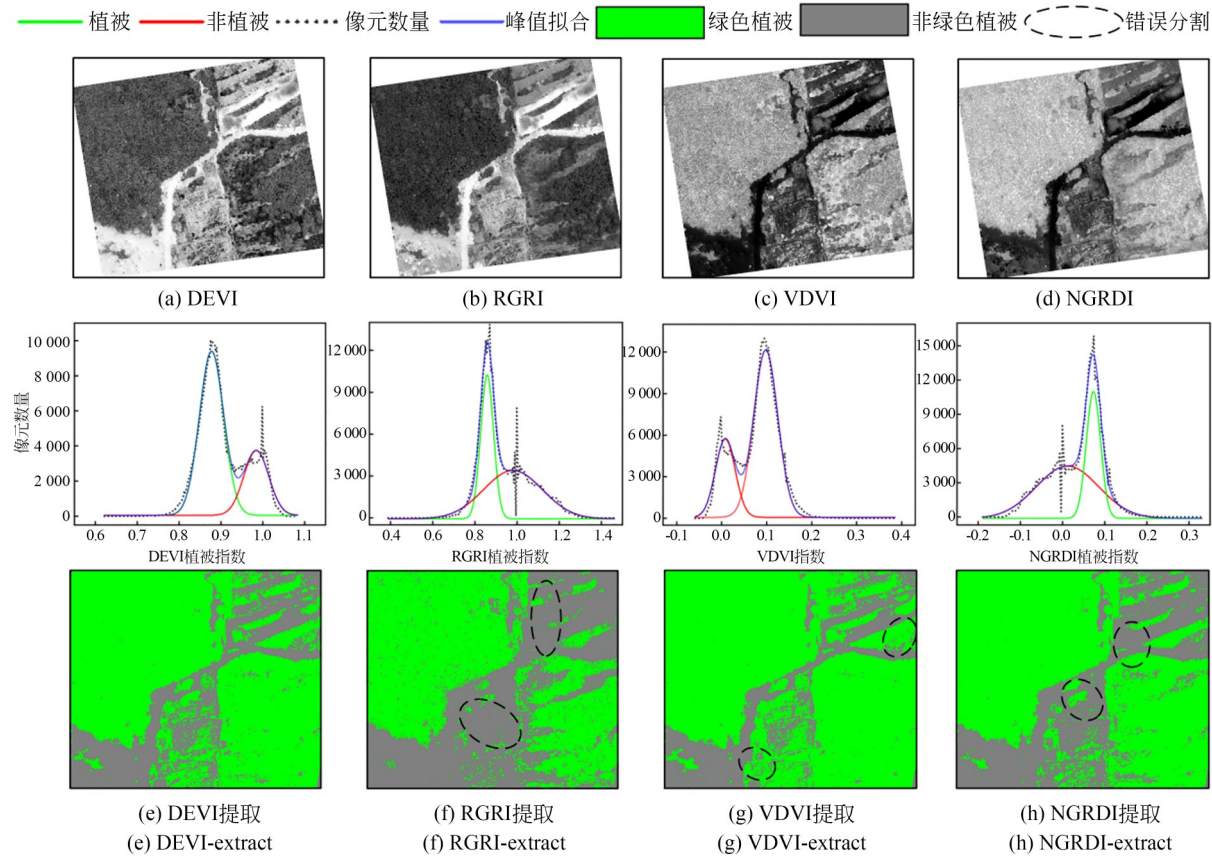 植被 非植被 像元数量 峰值拟合 绿色植被 非绿色植被 错误分割
(a) DEVI (b) RGRI (c) VDVI (d) NGRDI
像元数量
10 000
8 000
6 000
4 000
2 000
0
0.6 0.7 0.8 0.9 1.0 1.1
DEVI植被指数
12 000
9 000
6 000
3 000
0
0.4 0.6 0.8 1.0 1.2 1.4
RGRI植被指数
12 000
9 000
6 000
3 000
0
0.0 0.1 0.2 0.3 0.4
VDVI指数
15 000
12 000
9 000
6 000
3 000
0
-0.2 -0.1 0.0 0.1 0.2 0.3
NGRDI植被指数
(e) DEVI提取 (f) RGRI提取 (g) VDVI提取 (h) NGRDI提取
(e) DEVI-extract (f) RGRI-extract (g) VDVI-extract (h) NGRDI-extract